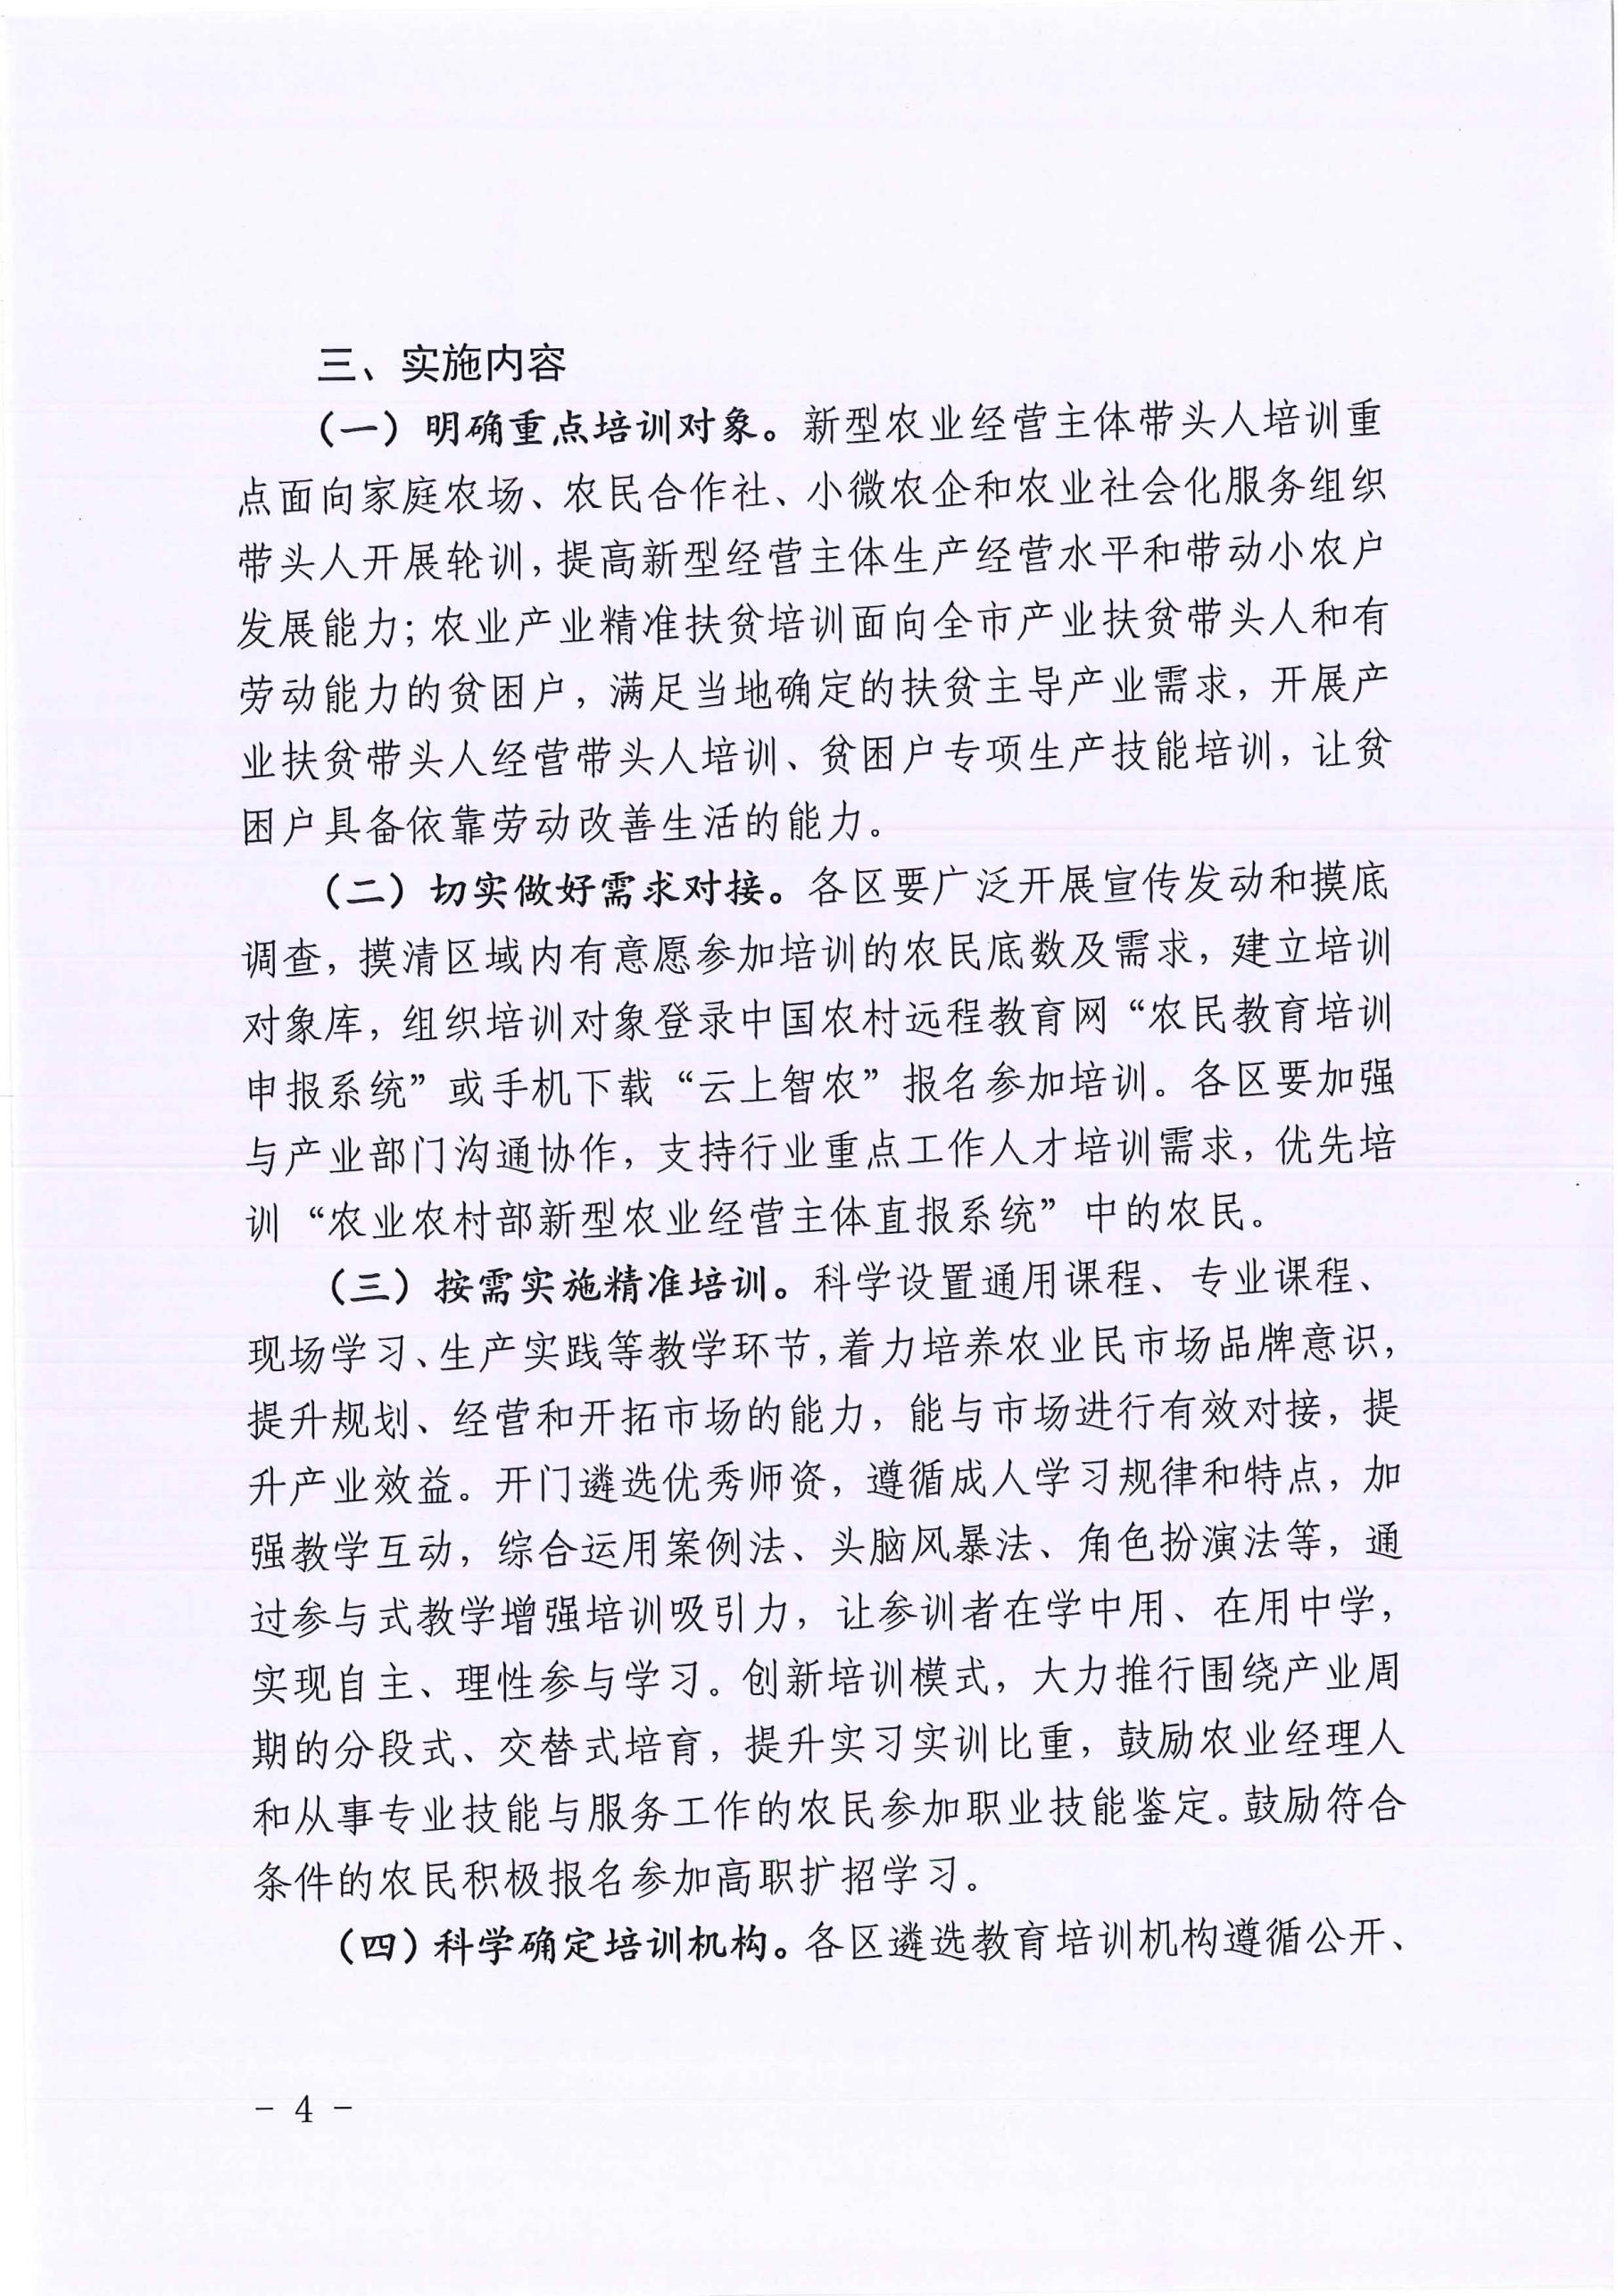 三、实施内容
（一）明确重点培训对象。新型农业经营主体带头人培训重
点面向家庭农场、农民合作社、小微农企和农业社会化服务组织
带头人开展轮训，提高新型经营主体生产经营水平和带动小农户
发展能力；农业产业精准扶贫培训面向全市产业扶贫带头人和有
劳动能力的贫困户，满足当地确定的扶贫主导产业需求，开展产
业扶贫带头人经营带头人培训、贫困户专项生产技能培训，让贫
困户具备依靠劳动改善生活的能力。
（二）切实做好需求对接。各区要广泛开展宣传发动和摸底
调查，摸清区域内有意愿参加培训的农民底数及需求，建立培训
对象库，组织培训对象登录中国农村远程教育网“农民教育培训
申报系统”或手机下载“云上智农”报名参加培训。各区要加强
与产业部门沟通协作，支持行业重点工作人才培训需求，优先培
训“农业农村部新型农业经营主体直报系统”中的农民。
（三）按需实施精准培训。科学设置通用课程、专业课程、
现场学习、生产实践等教学环节，着力培养农业民市场品牌意识，
提升规划、经营和开拓市场的能力，能与市场进行有效对接，提
升产业效益。开门遴选优秀师资，遵循成人学习规律和特点，加
强教学互动，综合运用案例法、头脑风暴法、角色扮演法等，通
过参与式教学增强培训吸引力，让参训者在学中用、在用中学，
实现自主、理性参与学习。创新培训模式，大力推行围绕产业周
期的分段式、交替式培育，提升实习实训比重，鼓励农业经理人
和从事专业技能与服务工作的农民参加职业技能鉴定。鼓励符合
条件的农民积极报名参加高职扩招学习。
（四）科学确定培训机构。各区遴选教育培训机构遵循公开、
- 4 -